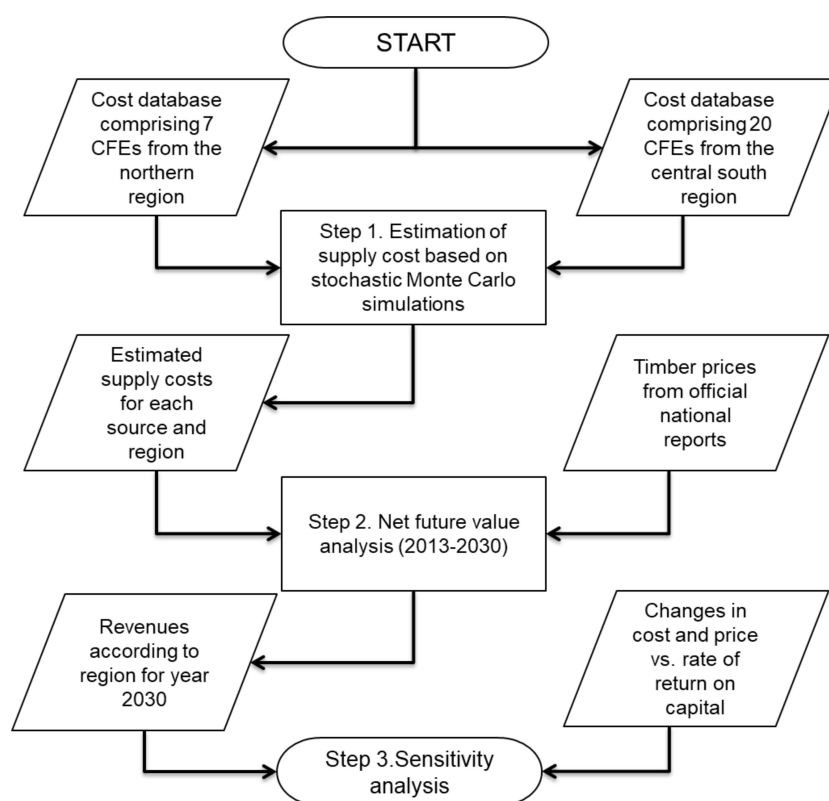 START
Cost database
comprising 7
CFEs from the
northern
region
Cost database
comprising 20
CFEs from the
central south
region
Step 1. Estimation of
supply cost based on
stochastic Monte Carlo
simulations
Estimated
supply costs
for each
source and
region
Timber prices
from official
national
reports
Step 2. Net future value
analysis (2013-2030)
Revenues
according to
region for year
2030
Changes in
cost and price
vs. rate of
return on
capital
Step 3.Sensitivity
analysis